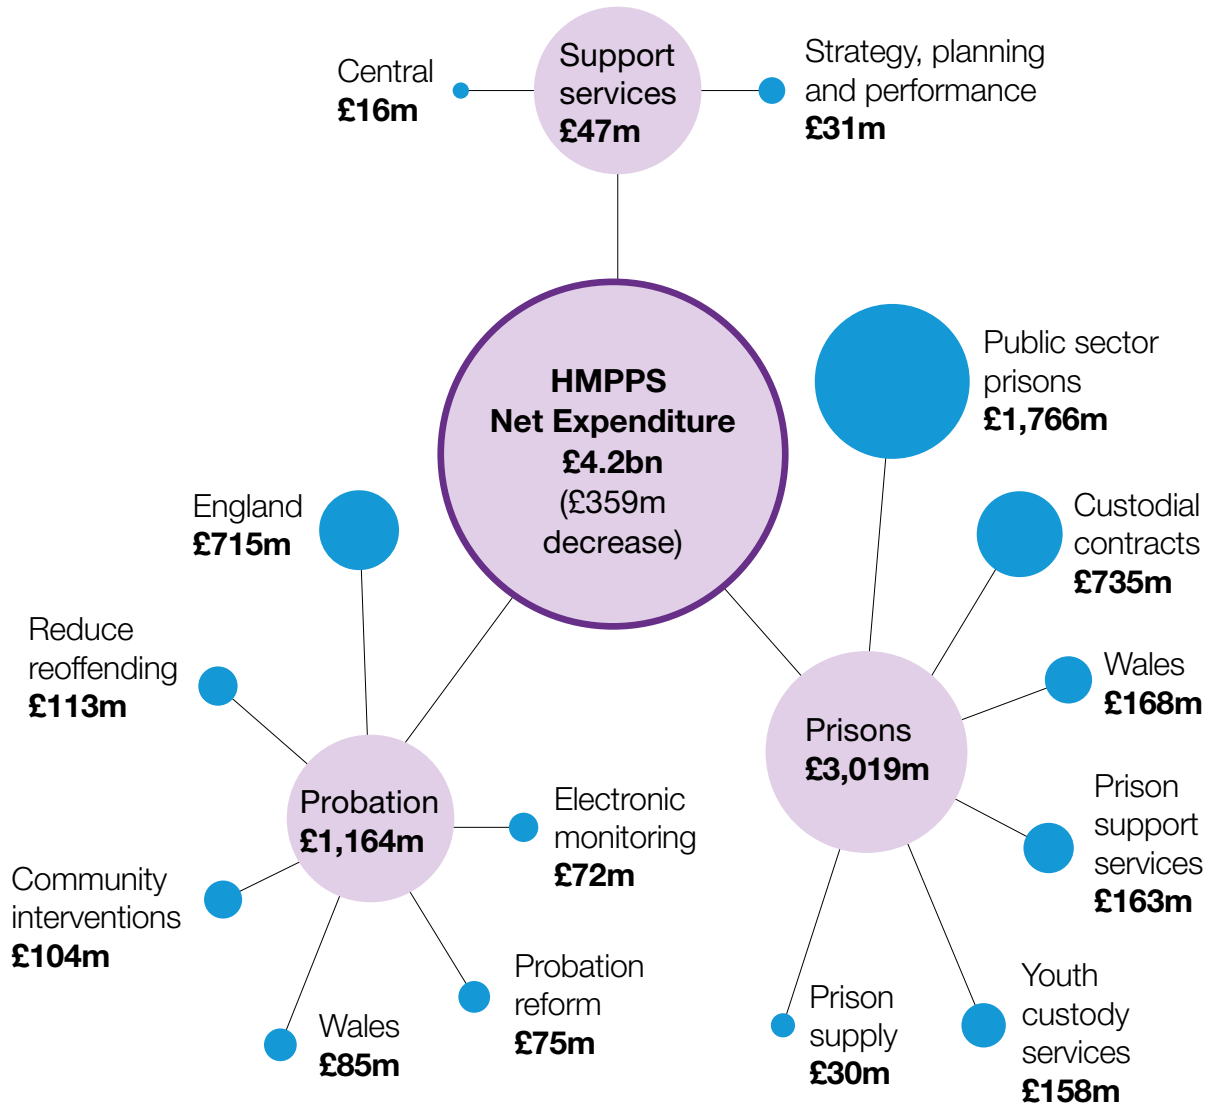 Central
£16m
Support
services
£47m
Strategy, planning
and performance
£31m
HMPPS
Net Expenditure
£4.2bn
(£359m
decrease)
Public sector
prisons
£1,766m
Custodial
contracts
£735m
Wales
£168m
Prisons
£3,019m
Prison
support
services
£163m
Youth
custody
services
£158m
Prison
supply
£30m
England
£715m
Reduce
reoffending
£113m
Probation
£1,164m
Electronic
monitoring
£72m
Community
interventions
£104m
Wales
£85m
Probation
reform
£75m